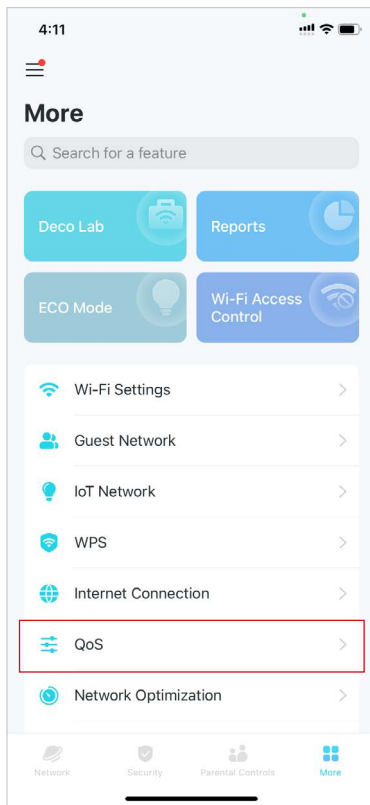 4:11
More
Search for a feature
Deco Lab
Reports
ECO Mode
Wi-Fi Access
Control
Wi-Fi Settings
Guest Network
IoT Network
WPS
Internet Connection
QoS
Network Optimization
Network
Security
Parental Controls
More